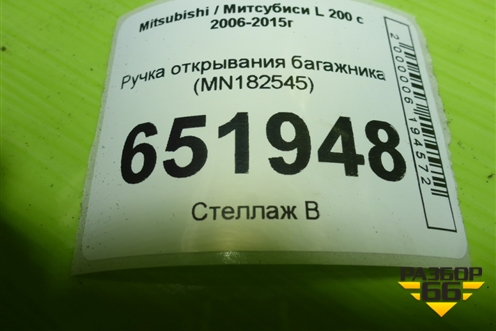 Mitsubishi / Митсубиси L 200 с
2006-2015г
Ручка открывания багажника
(MN182545)
651948
Стеллаж В
2000006194572
РАЗБОР
66